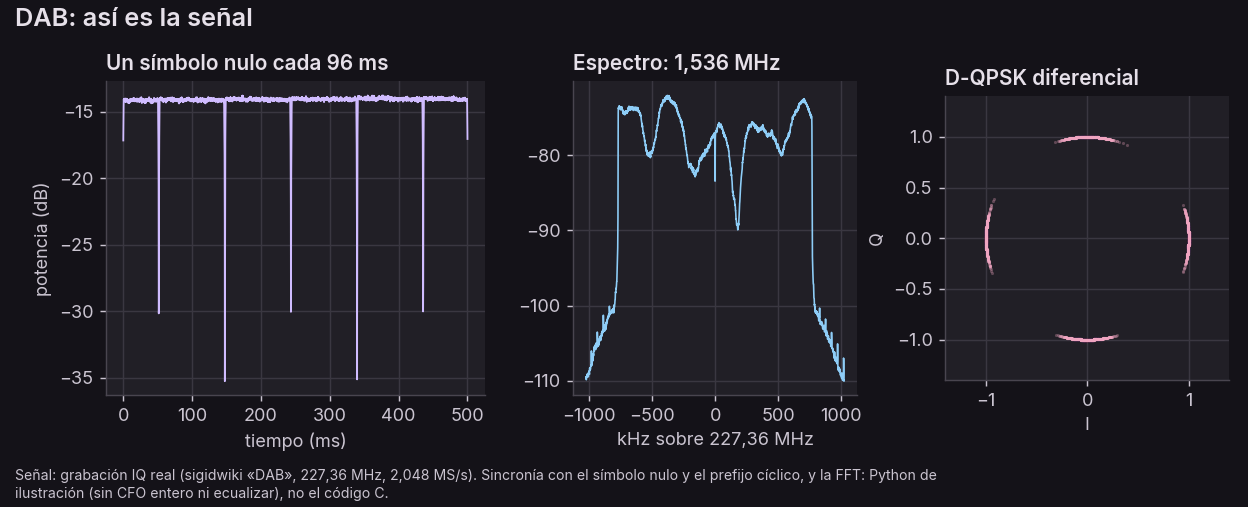 DAB: así es la señal
Un símbolo nulo cada 96 ms
Espectro: 1,536 MHz
D-QPSK diferencial
potencia (dB)
−15
−20
−25
−30
−35
0
100
200
300
400
500
tiempo (ms)
−80
−90
−100
−110
−1000
−500
0
500
1000
kHz sobre 227,36 MHz
Q
1.0
0.5
0.0
−0.5
−1.0
−1
0
1
I
Señal: grabación IQ real (sigidwiki «DAB», 227,36 MHz, 2,048 MS/s). Sincronía con el símbolo nulo y el prefijo cíclico, y la FFT: Python de
ilustración (sin CFO entero ni ecualizar), no el código C.